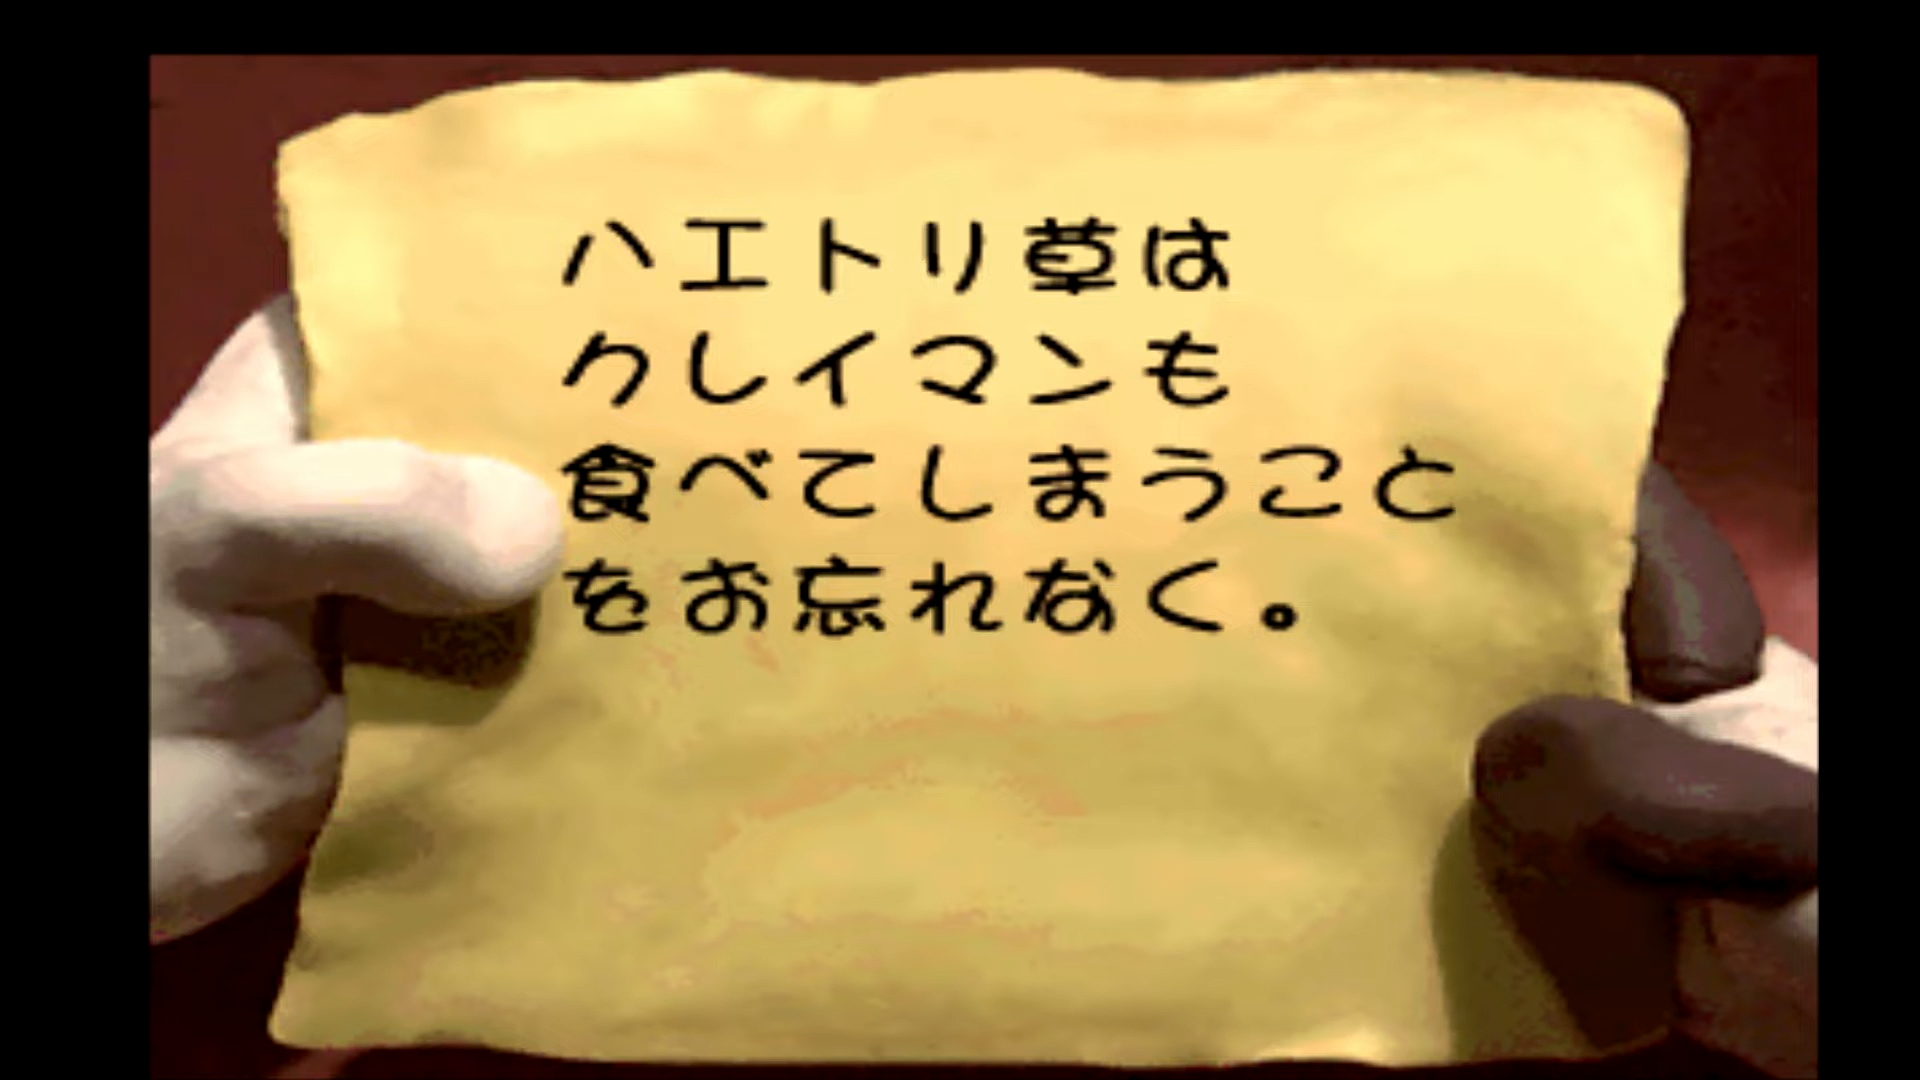 ハエトリ草は
クレイマンも
食べてしまうこと
をお忘れなく。